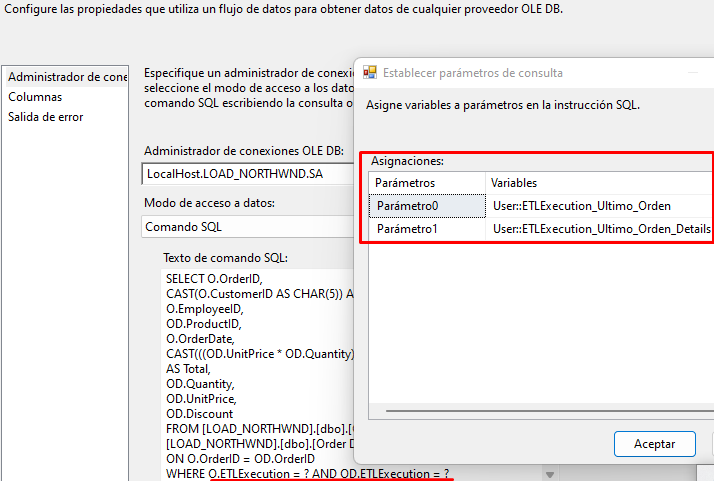 Configure las propiedades que utiliza un flujo de datos para obtener datos de cualquier proveedor OLE DB.
Administrador de cone
Columnas
Salida de error
Especifique un administrador de conexi
seleccione el modo de acceso a los dato
comando SQL escribiendo la consulta o
Administrador de conexiones OLE DB:
LocalHost.LOAD_NORTHWND.SA
Modo de acceso a datos:
Comando SQL
Texto de comando SQL:
SELECT O.OrderID,
CAST(O.CustomerID AS CHAR(5)) A
O.EmployeeID,
OD.ProductID,
O.OrderDate,
CAST(((OD.UnitPrice * OD.Quantity)
AS Total,
OD.Quantity,
OD.UnitPrice,
OD.Discount
FROM [LOAD_NORTHWND].[dbo].[
[LOAD_NORTHWND].[dbo].[Order D
ON O.OrderID = OD.OrderID
WHERE O.ETLExecution = ? AND OD.ETLExecution = ?
Establecer parámetros de consulta
Asigne variables a parámetros en la instrucción SQL.
Asignaciones:
Parámetros Variables
Parámetro0 User::ETLExecution_Ultimo_Orden
Parámetro1 User::ETLExecution_Ultimo_Orden_Details
Aceptar